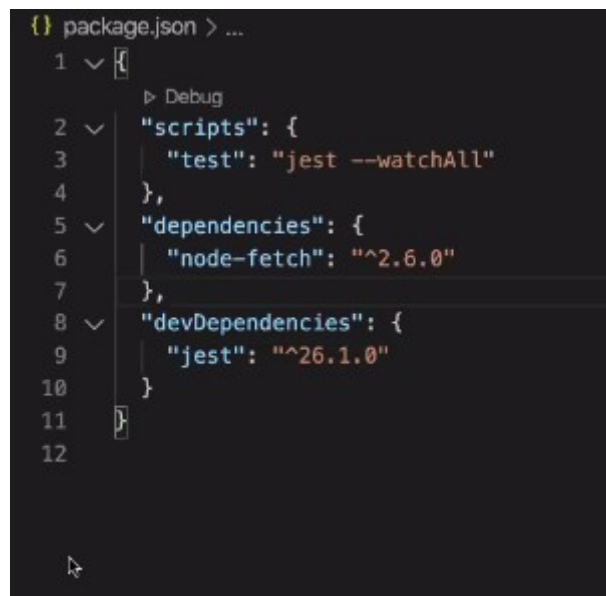 {} package.json > ...
1 {
▷ Debug
2 "scripts": {
3 "test": "jest --watchAll"
4 },
5 "dependencies": {
6 "node-fetch": "^2.6.0"
7 },
8 "devDependencies": {
9 "jest": "^26.1.0"
10 }
11 }
12